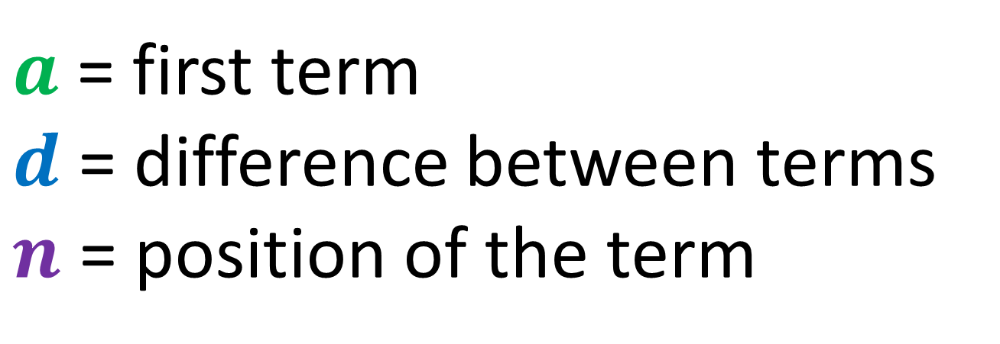 a = first term
d = difference between terms
n = position of the term